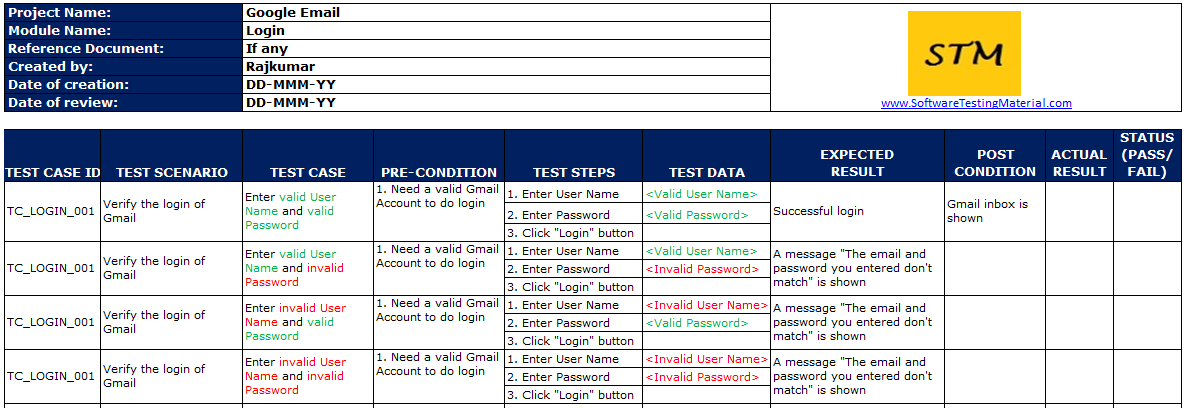 Project Name: Google Email
Module Name: Login
Reference Document: If any
Created by: Rajkumar
Date of creation: DD-MMM-YY
Date of review: DD-MMM-YY
STM
www.SoftwareTestingMaterial.com
TEST CASE ID
TEST SCENARIO
TEST CASE
PRE-CONDITION
TEST STEPS
TEST DATA
EXPECTED
RESULT
POST
CONDITION
ACTUAL
RESULT
STATUS
(PASS/
FAIL)
TC_LOGIN_001
Verify the login of
Gmail
Enter valid User
Name and valid
Password
1. Need a valid Gmail
Account to do login
1. Enter User Name
<Valid User Name>
2. Enter Password
<Valid Password>
3. Click "Login" button
Successful login
Gmail inbox is
shown
TC_LOGIN_001
Verify the login of
Gmail
Enter valid User
Name and invalid
Password
1. Need a valid Gmail
Account to do login
1. Enter User Name
<Valid User Name>
2. Enter Password
<Invalid Password>
3. Click "Login" button
A message "The email and
password you entered don't
match" is shown
TC_LOGIN_001
Verify the login of
Gmail
Enter invalid User
Name and valid
Password
1. Need a valid Gmail
Account to do login
1. Enter User Name
<Invalid User Name>
2. Enter Password
<Valid Password>
3. Click "Login" button
A message "The email and
password you entered don't
match" is shown
TC_LOGIN_001
Verify the login of
Gmail
Enter invalid User
Name and invalid
Password
1. Need a valid Gmail
Account to do login
1. Enter User Name
<Invalid User Name>
2. Enter Password
<Invalid Password>
3. Click "Login" button
A message "The email and
password you entered don't
match" is shown